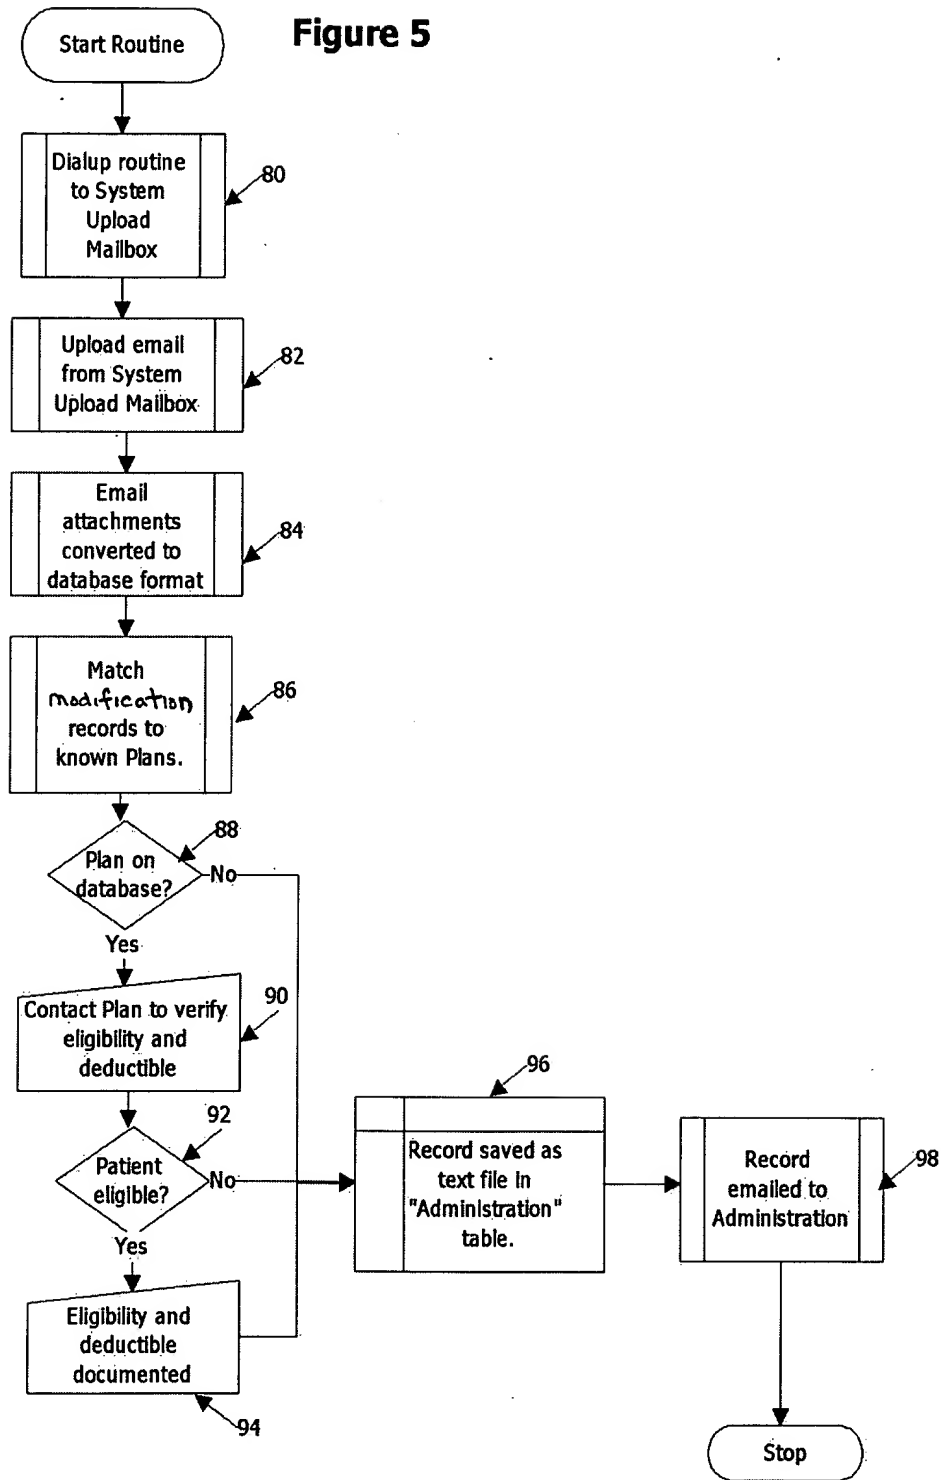 Figure 5
Start Routine
Dialup routine
to System
Upload
Mailbox
80
Upload email
from System
Upload Mailbox
82
Email
attachments
converted to
database format
84
Match
modification
records to
known Plans.
86
88
Plan on
database?
No
Yes
Contact Plan to verify
eligibility and
deductible
90
92
Patient
eligible?
No
Yes
Eligibility and
deductible
documented
94
96
Record saved as
text file in
"Administration"
table.
Record
emailed to
Administration
98
Stop